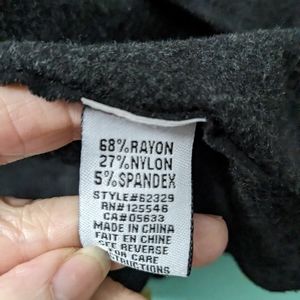 68%RAYON
27%NYLON
5%SPANDEX
STYLE#62329
RN#125546
CA#05633
MADE IN CHINA
FAIT EN CHINE
SEE REVERSE
FOR CARE